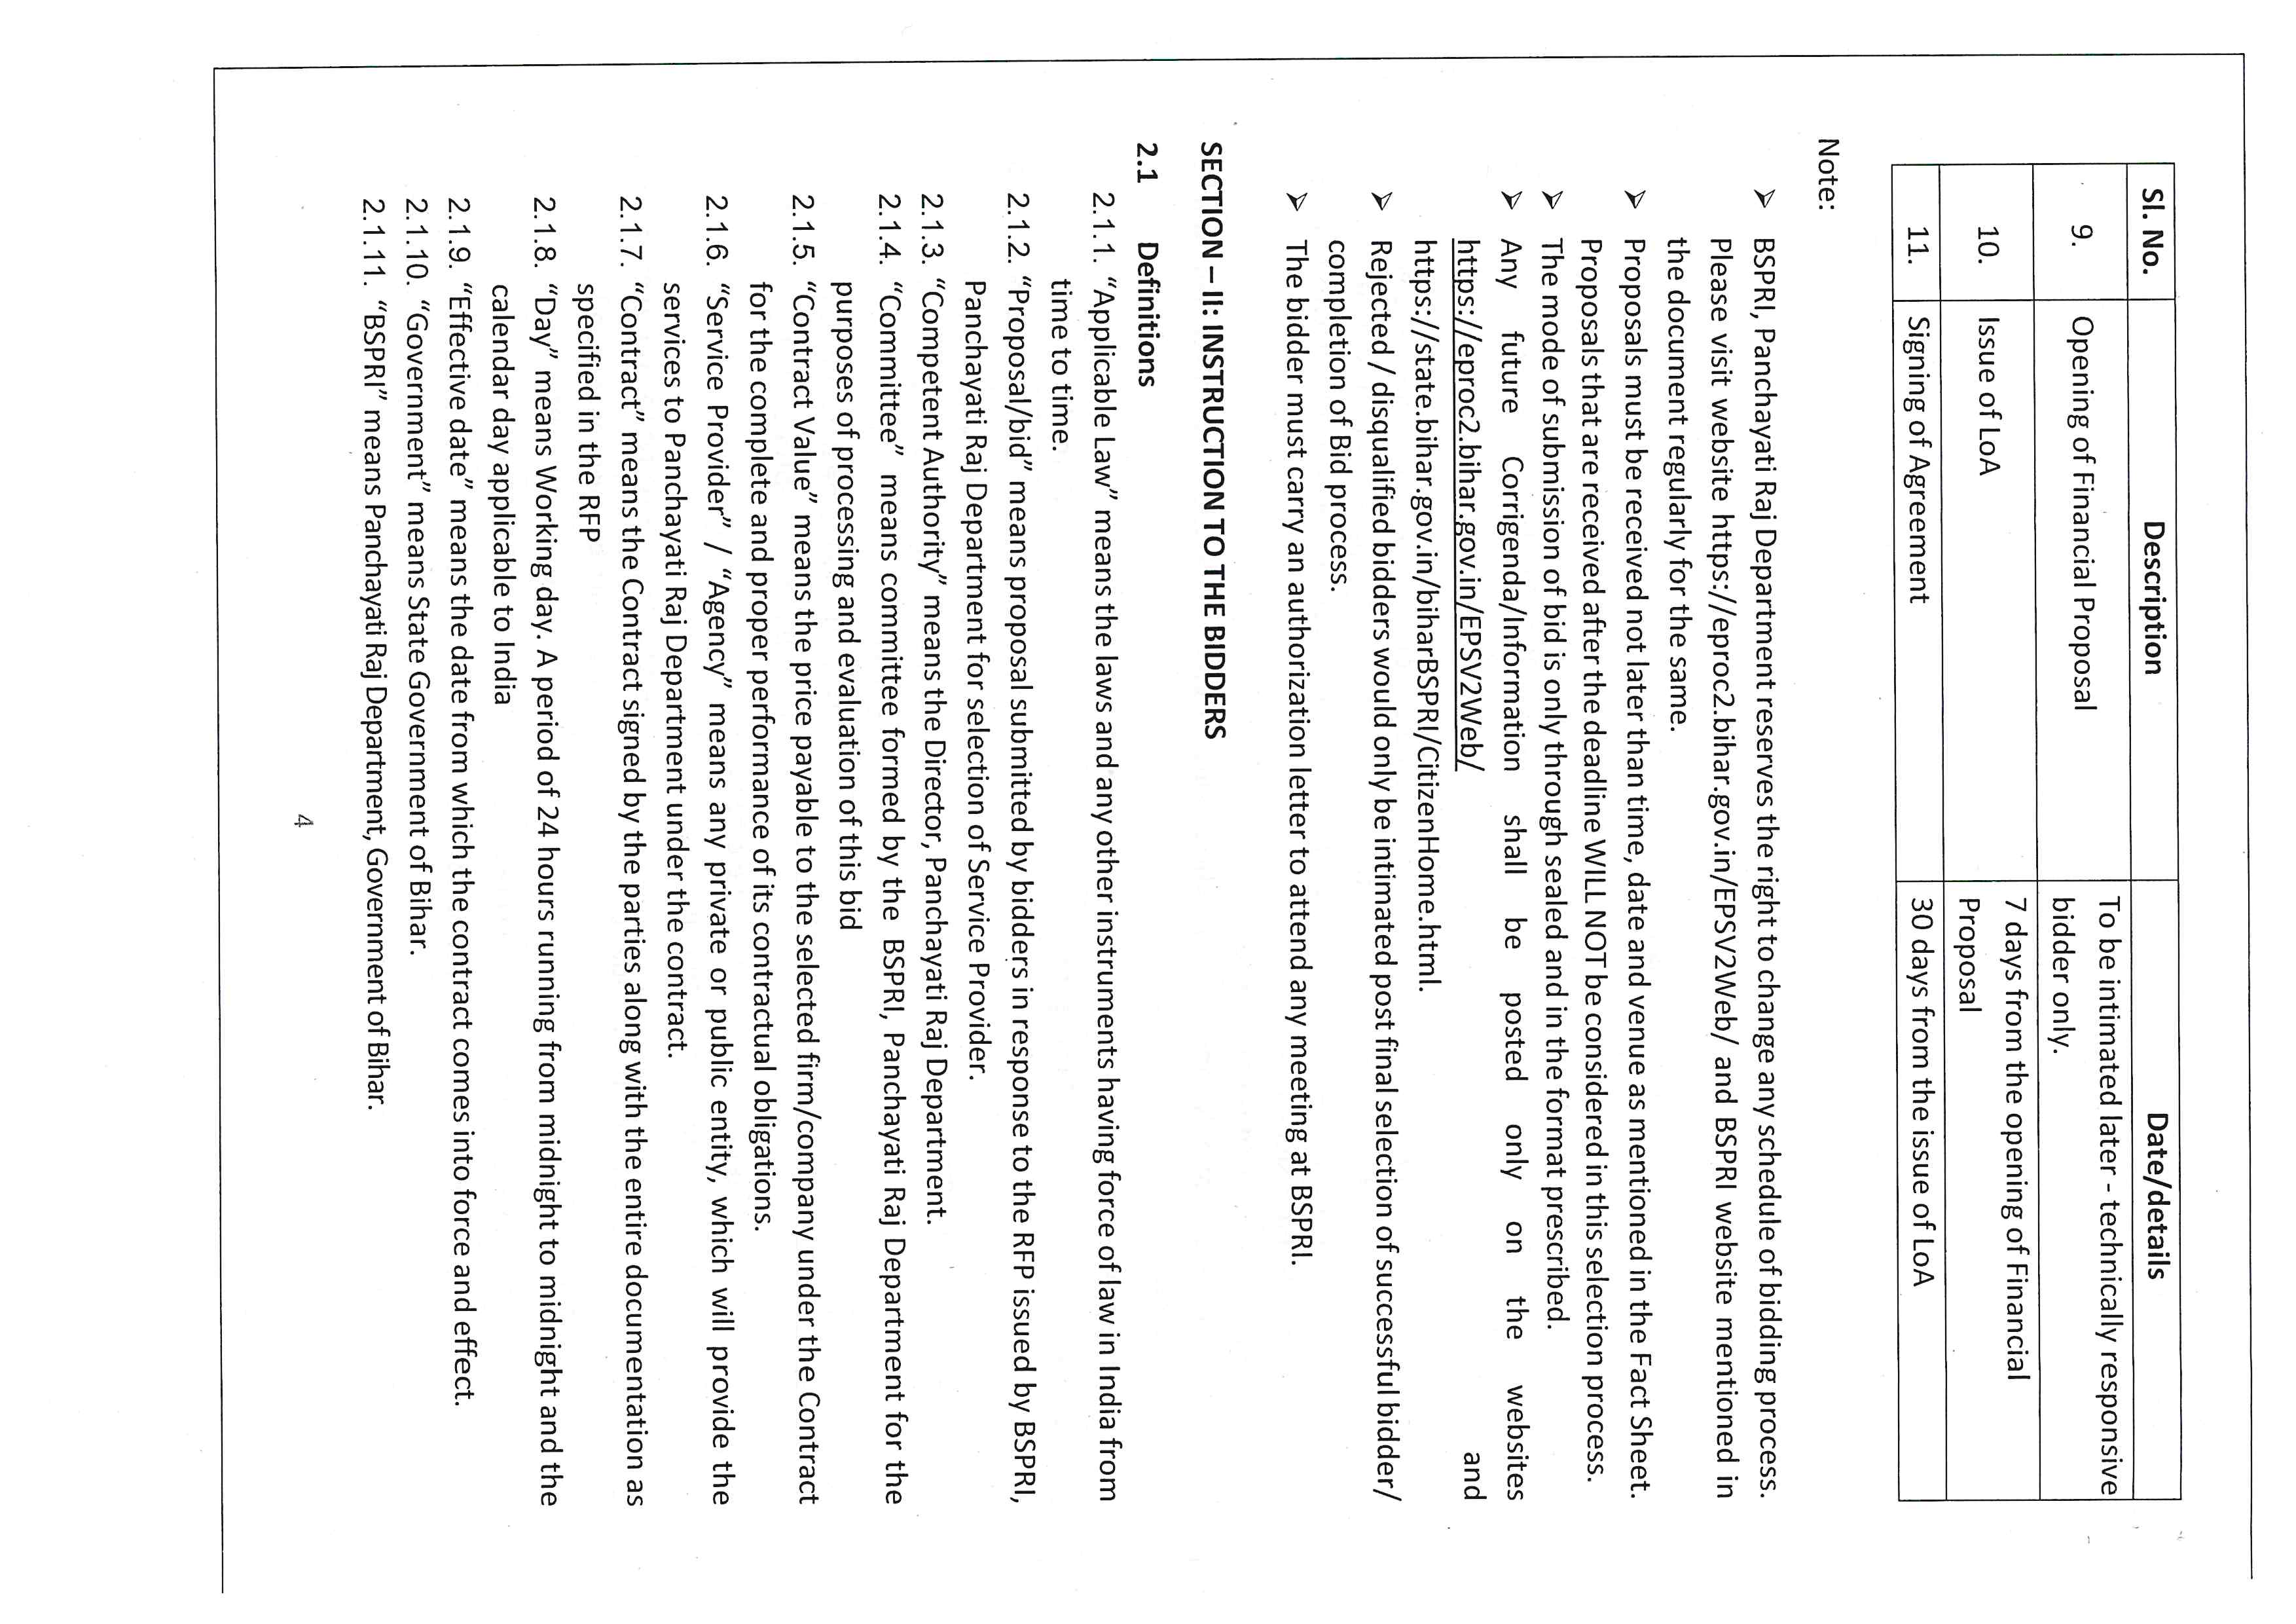 Sl. No. Description Date/details
9. Opening of Financial Proposal To be intimated later - technically responsive
bidder only.
10. Issue of LoA 7 days from the opening of Financial
Proposal
11. Signing of Agreement 30 days from the issue of LoA
Note:
➢ BSPRI, Panchayati Raj Department reserves the right to change any schedule of bidding process.
Please visit website https://eproc2.bihar.gov.in/EPSV2Web/ and BSPRI website mentioned in
the document regularly for the same.
➢ Proposals must be received not later than time, date and venue as mentioned in the Fact Sheet.
Proposals that are received after the deadline WILL NOT be considered in this selection process.
➢ The mode of submission of bid is only through sealed and in the format prescribed.
➢ Any future Corrigenda/Information shall be posted only on the websites
https://eproc2.bihar.gov.in/EPSV2Web/ and
https://state.bihar.gov.in/biharBSPRI/CitizenHome.html.
➢ Rejected / disqualified bidders would only be intimated post final selection of successful bidder/
completion of Bid process.
➢ The bidder must carry an authorization letter to attend any meeting at BSPRI.
SECTION – II: INSTRUCTION TO THE BIDDERS
2.1 Definitions
2.1.1. “Applicable Law” means the laws and any other instruments having force of law in India from
time to time.
2.1.2. “Proposal/bid” means proposal submitted by bidders in response to the RFP issued by BSPRI,
Panchayati Raj Department for selection of Service Provider.
2.1.3. “Competent Authority” means the Director, Panchayati Raj Department.
2.1.4. “Committee” means committee formed by the BSPRI, Panchayati Raj Department for the
purposes of processing and evaluation of this bid
2.1.5. “Contract Value” means the price payable to the selected firm/company under the Contract
for the complete and proper performance of its contractual obligations.
2.1.6. “Service Provider” / “Agency” means any private or public entity, which will provide the
services to Panchayati Raj Department under the contract.
2.1.7. “Contract” means the Contract signed by the parties along with the entire documentation as
specified in the RFP
2.1.8. “Day” means Working day. A period of 24 hours running from midnight to midnight and the
calendar day applicable to India
2.1.9. “Effective date” means the date from which the contract comes into force and effect.
2.1.10. “Government” means State Government of Bihar.
2.1.11. “BSPRI” means Panchayati Raj Department, Government of Bihar.
4